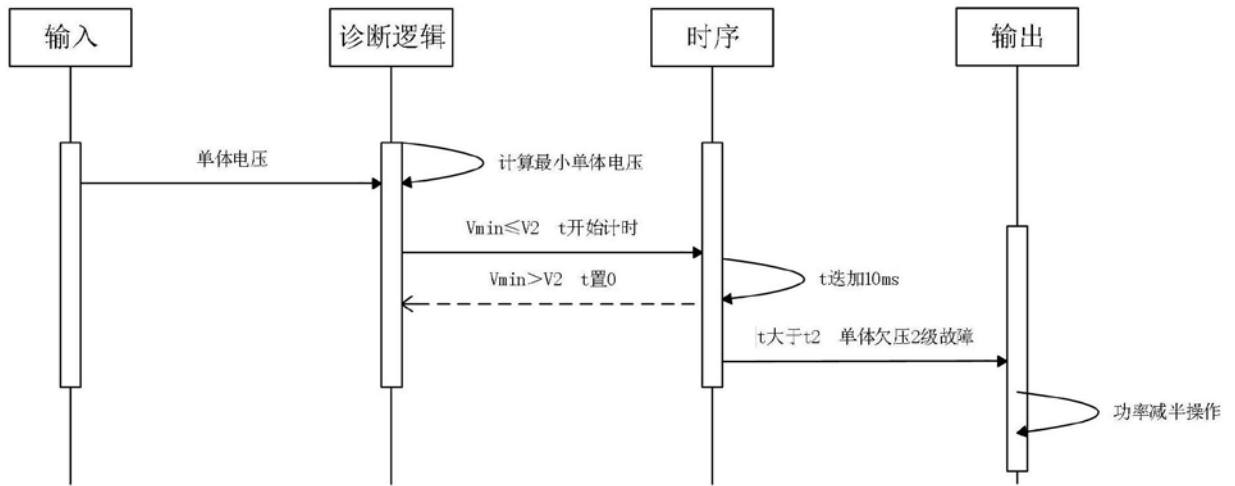 输入
诊断逻辑
时序
输出
单体电压
计算最小单体电压
Vmin≤V2 t开始计时
Vmin>V2 t置0
t迭加10ms
t大于t2 单体欠压2级故障
功率减半操作